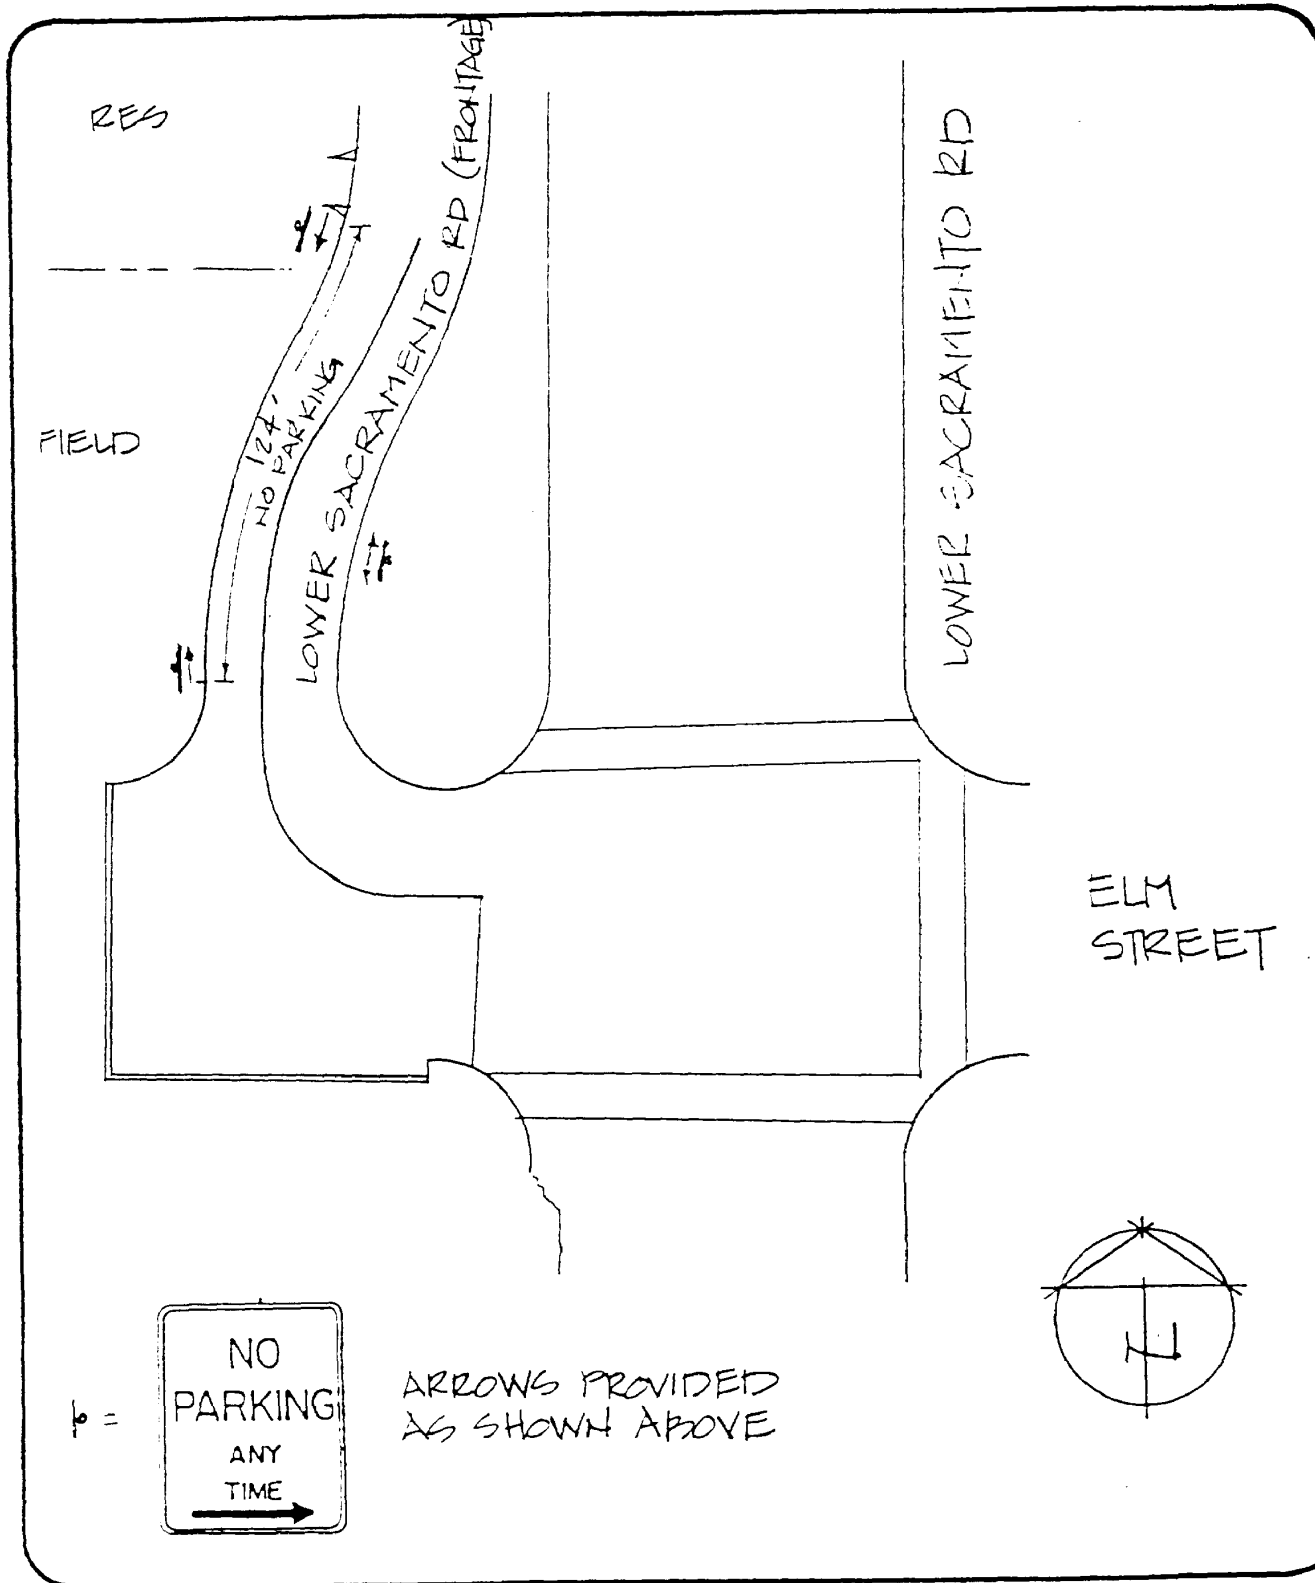 RES
LOWER SACRAMENTO RD (FRONTAGE)
LOWER SACRAMENTO RD
FIELD
124'
NO PARKING
ELM
STREET
N
=
NO
PARKING
ANY
TIME
ARROWS PROVIDED
AS SHOWN ABOVE